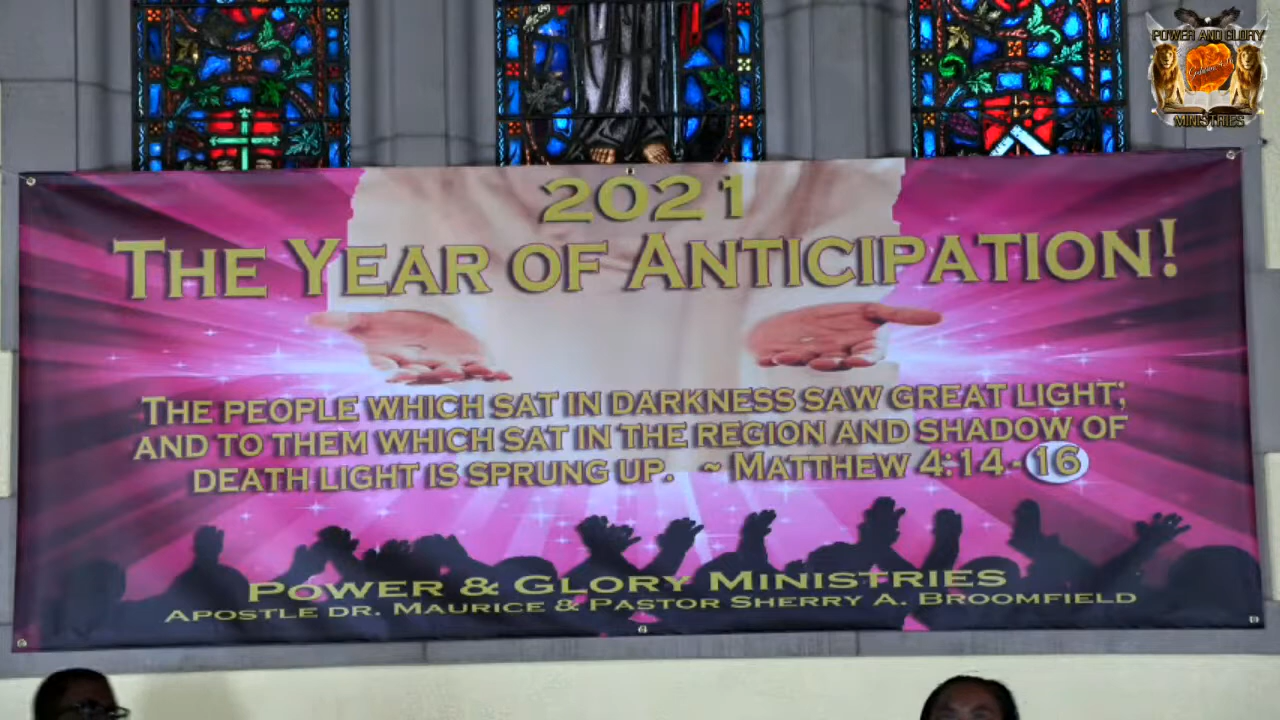 POWER AND GLORY
MINISTRIES
2021
THE YEAR OF ANTICIPATION!
THE PEOPLE WHICH SAT IN DARKNESS SAW GREAT LIGHT;
AND TO THEM WHICH SAT IN THE REGION AND SHADOW OF
DEATH LIGHT IS SPRUNG UP. ~ MATTHEW 4:14-16
POWER & GLORY MINISTRIES
APOSTLE DR. MAURICE & PASTOR SHERRY A. BROOMFIELD